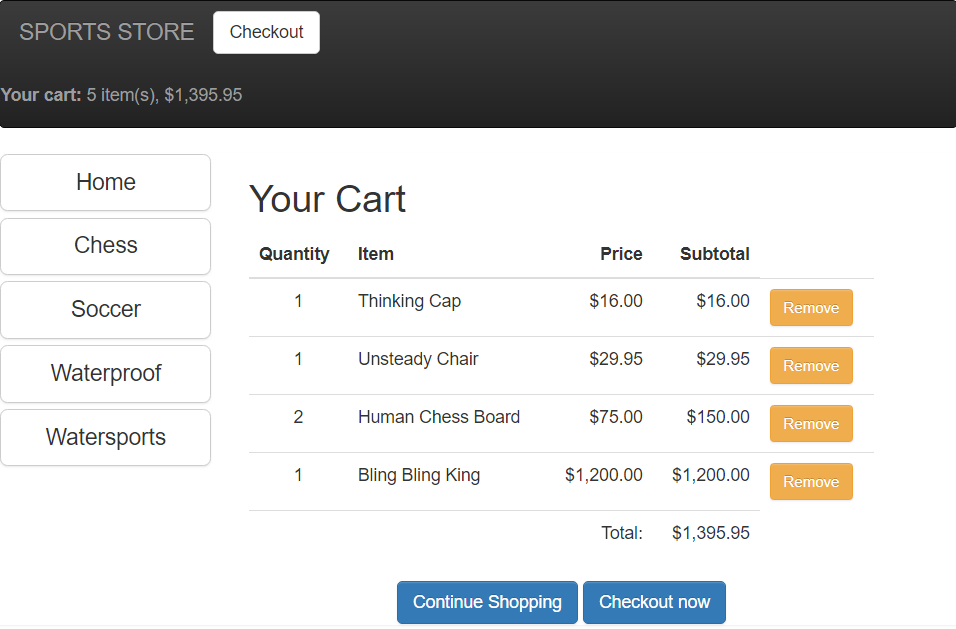 SPORTS STORE Checkout
Your cart: 5 item(s), $1,395.95
Home
Chess
Soccer
Waterproof
Watersports
Your Cart
Quantity Item Price Subtotal
1 Thinking Cap $16.00 $16.00 Remove
1 Unsteady Chair $29.95 $29.95 Remove
2 Human Chess Board $75.00 $150.00 Remove
1 Bling Bling King $1,200.00 $1,200.00 Remove
Total: $1,395.95
Continue Shopping Checkout now